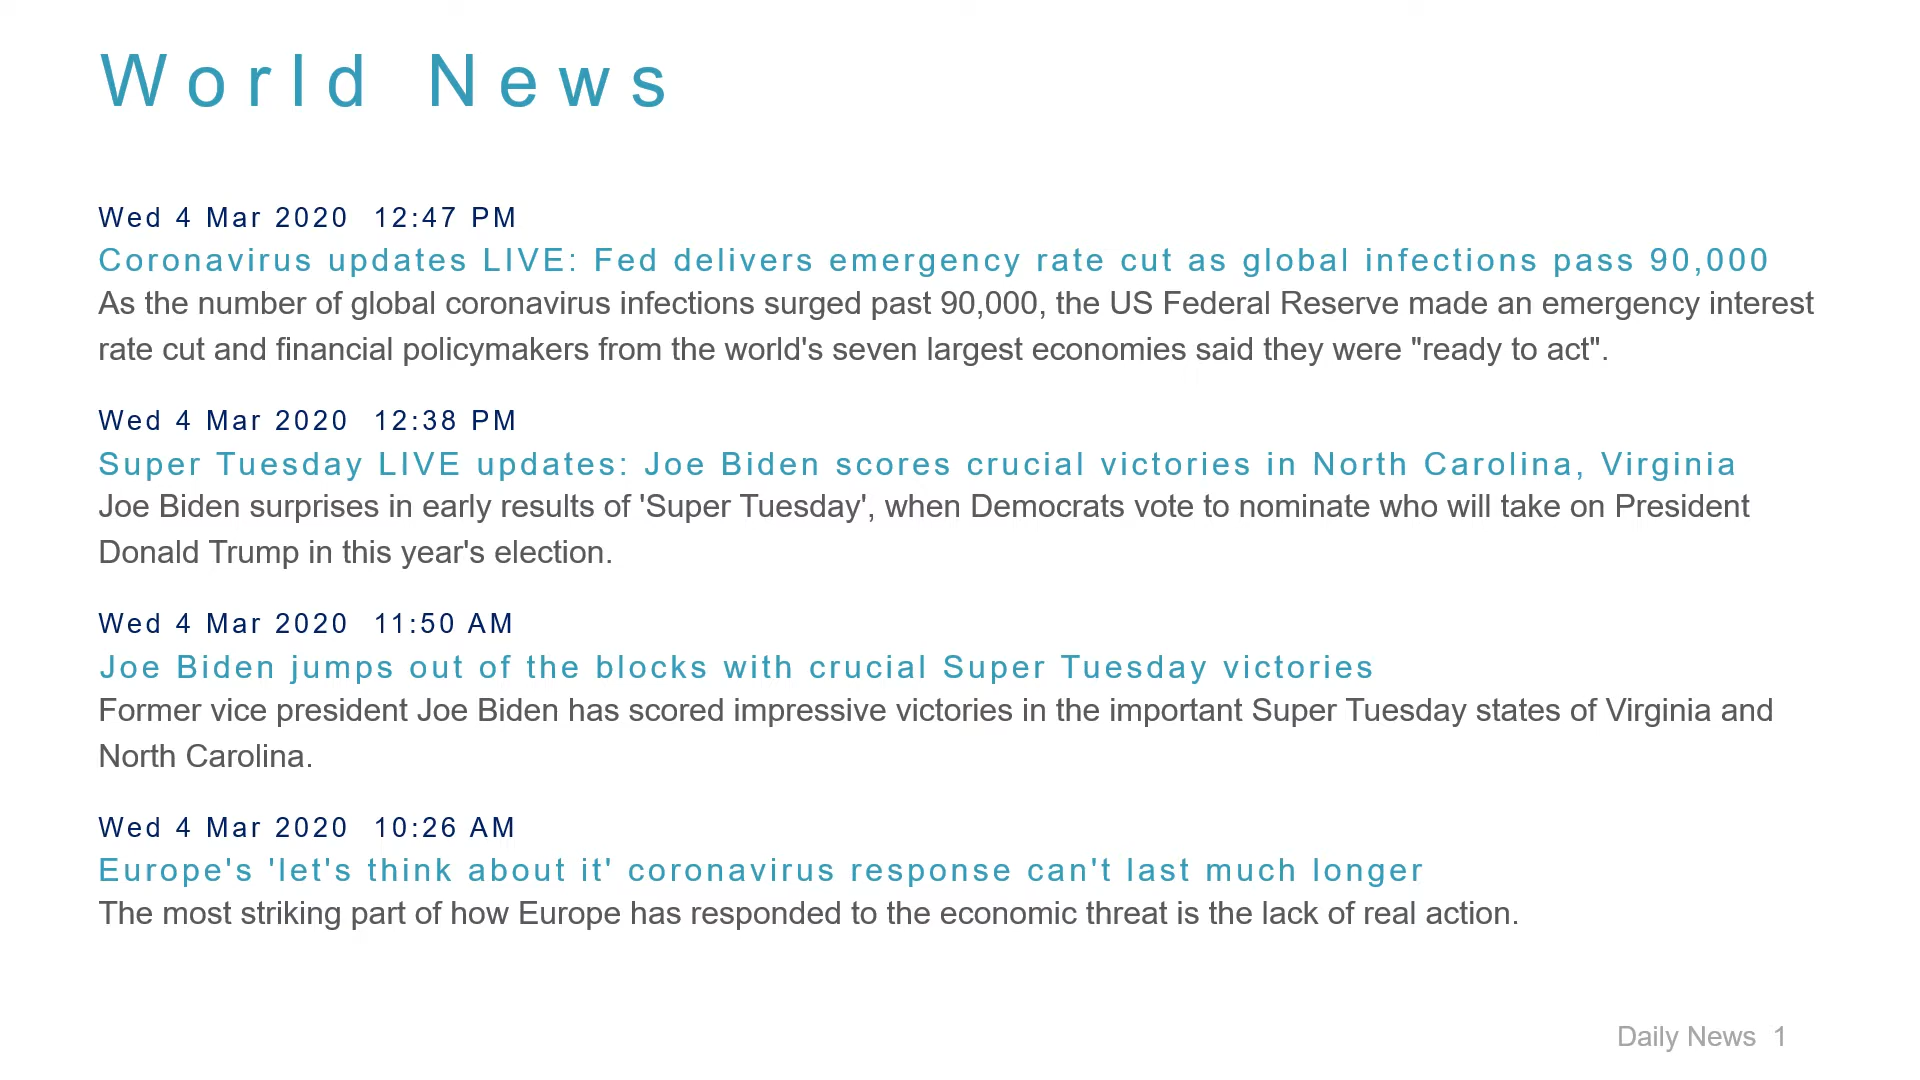 World News
Wed 4 Mar 2020  12:47 PM
Coronavirus updates LIVE: Fed delivers emergency rate cut as global infections pass 90,000
As the number of global coronavirus infections surged past 90,000, the US Federal Reserve made an emergency interest
rate cut and financial policymakers from the world's seven largest economies said they were "ready to act".
Wed 4 Mar 2020  12:38 PM
Super Tuesday LIVE updates: Joe Biden scores crucial victories in North Carolina, Virginia
Joe Biden surprises in early results of 'Super Tuesday', when Democrats vote to nominate who will take on President
Donald Trump in this year's election.
Wed 4 Mar 2020  11:50 AM
Joe Biden jumps out of the blocks with crucial Super Tuesday victories
Former vice president Joe Biden has scored impressive victories in the important Super Tuesday states of Virginia and
North Carolina.
Wed 4 Mar 2020  10:26 AM
Europe's 'let's think about it' coronavirus response can't last much longer
The most striking part of how Europe has responded to the economic threat is the lack of real action.
Daily News  1